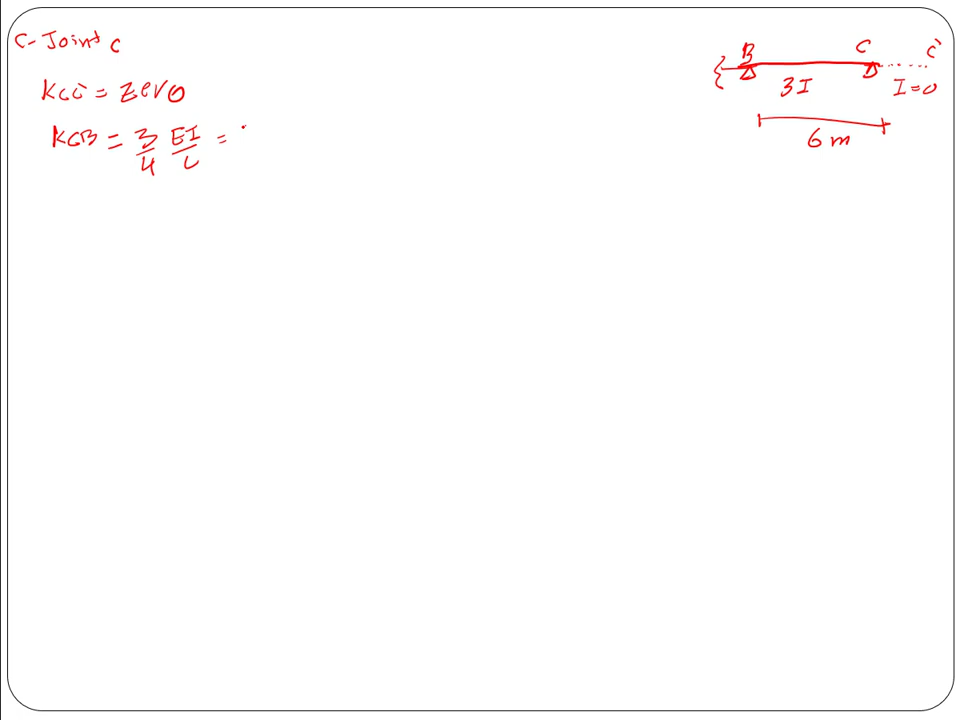 C- Joint C
KCC' = Zero
KCB = 3/4 EI/L =
B C C'
3I I=0
6 m